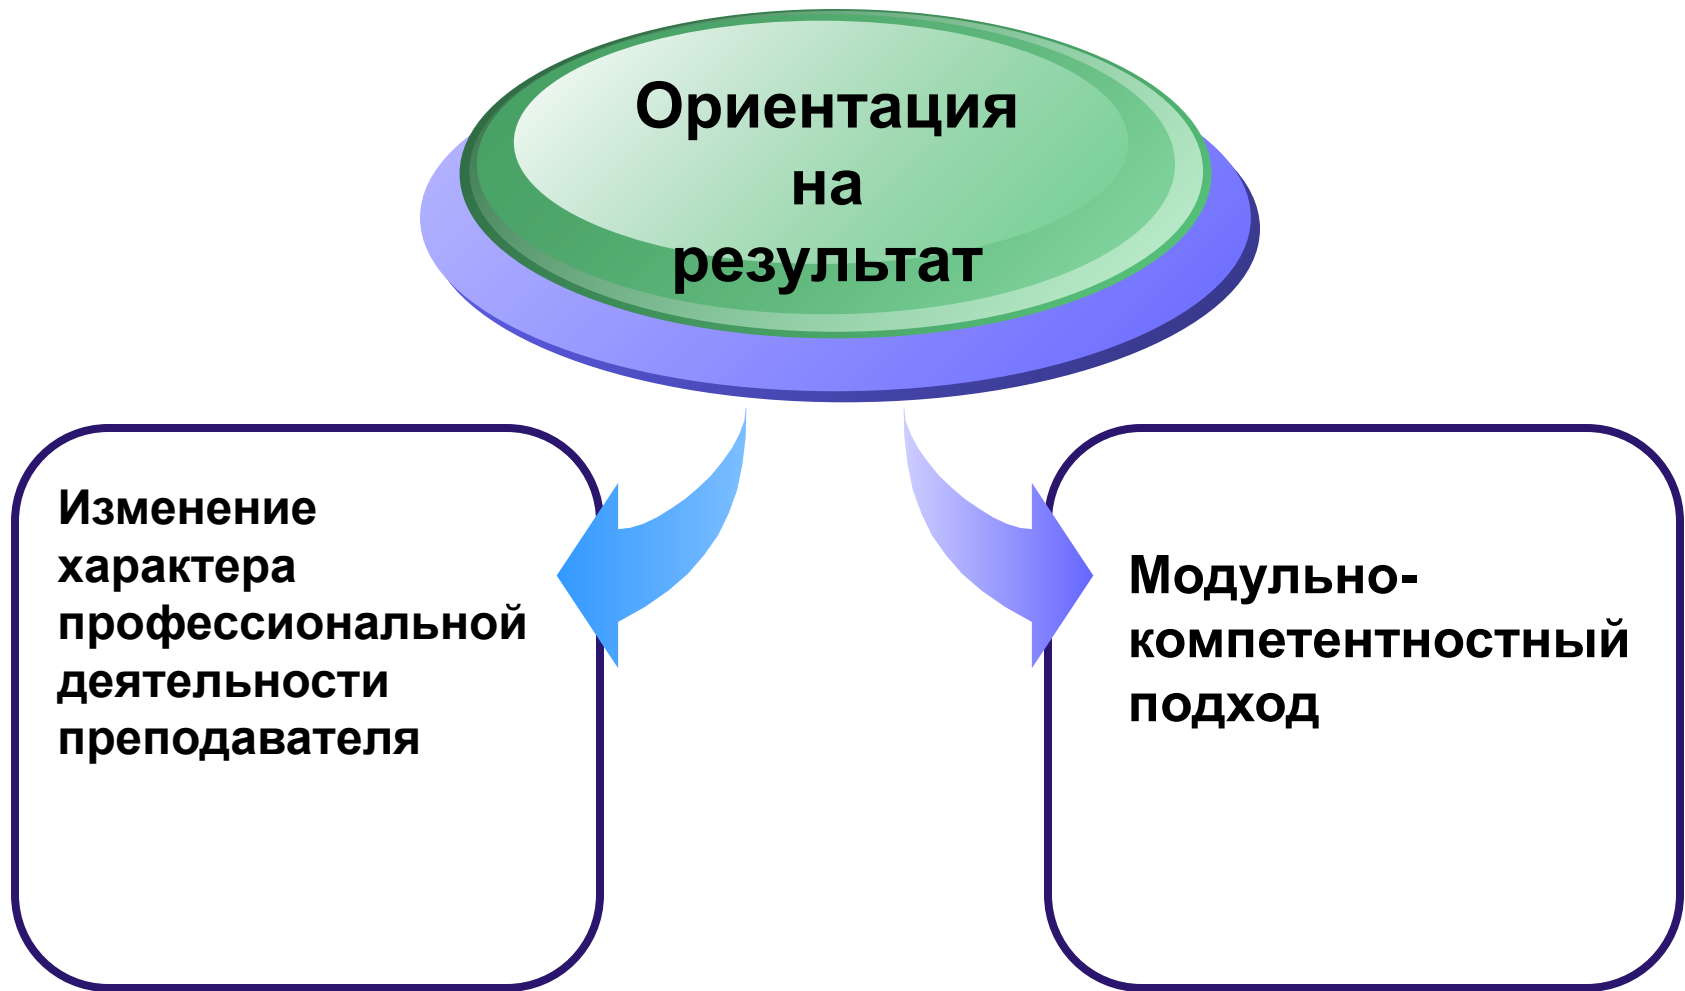 Ориентация
на
результат
Изменение
характера
профессиональной
деятельности
преподавателя
Модульно-
компетентностный
подход